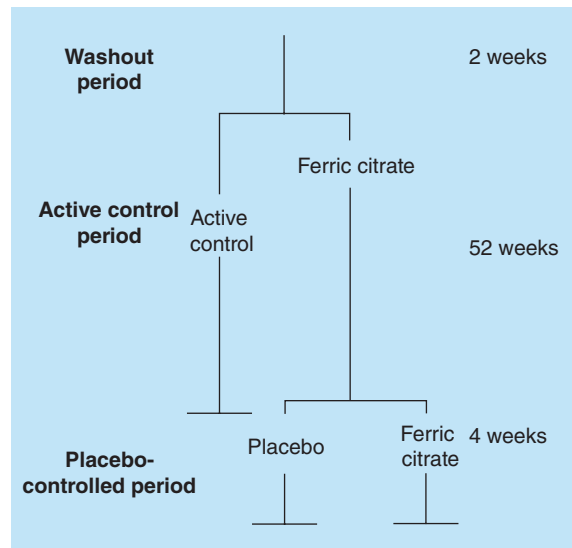 Washout
period
2 weeks
Ferric citrate
Active control
period
Active
control
52 weeks
Placebo
Ferric
citrate
4 weeks
Placebo-
controlled period